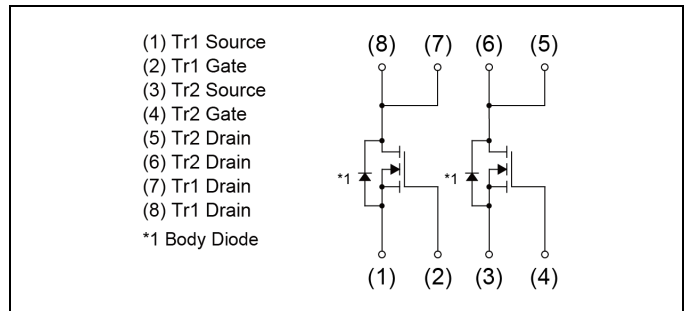 (1) Tr1 Source
(2) Tr1 Gate
(3) Tr2 Source
(4) Tr2 Gate
(5) Tr2 Drain
(6) Tr2 Drain
(7) Tr1 Drain
(8) Tr1 Drain
*1 Body Diode
(8) (7) (6) (5)
*1 *1
(1) (2) (3) (4)